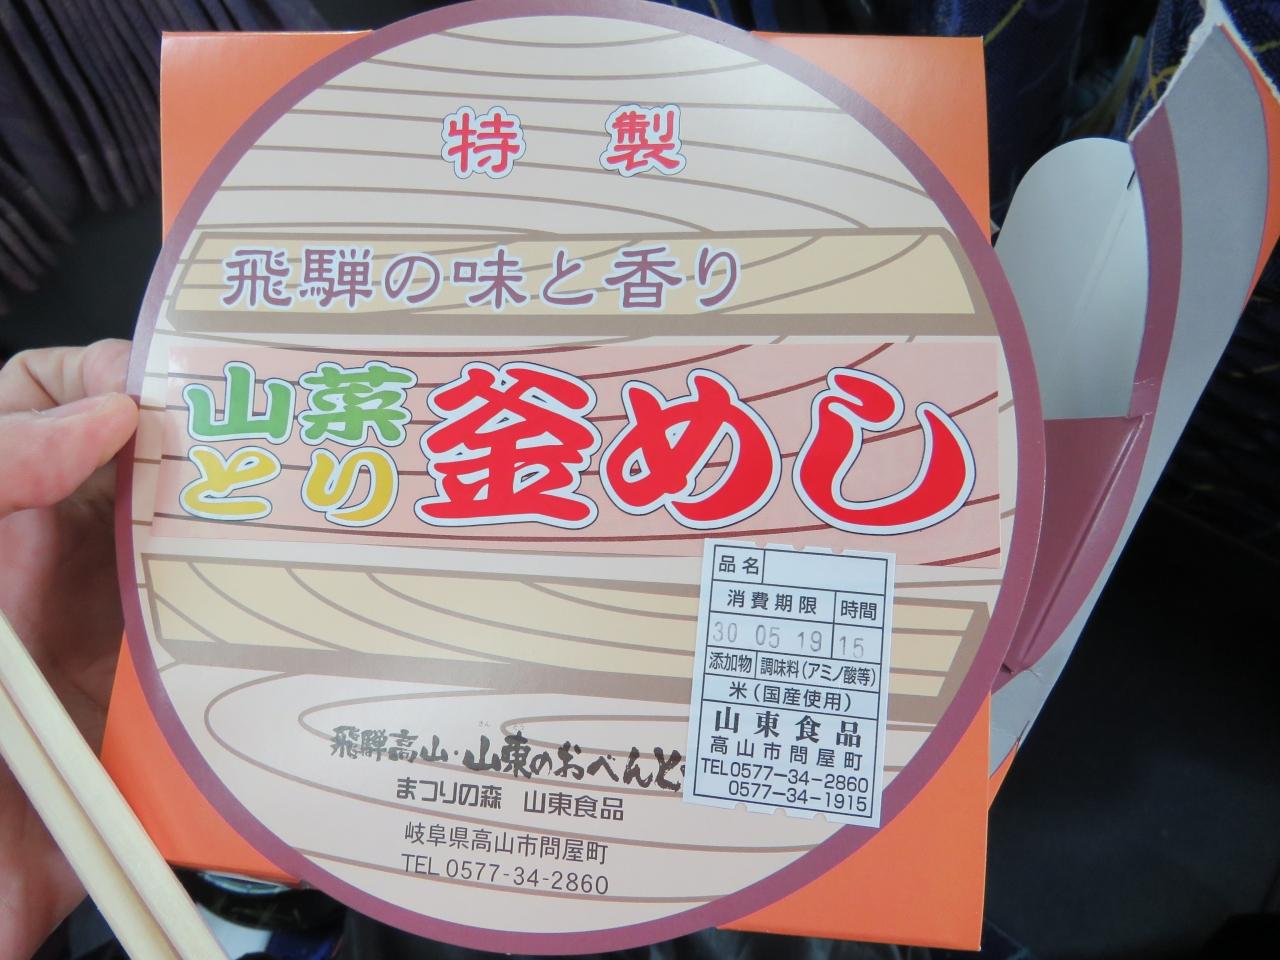 特製
飛騨の味と香り
山菜
とり
釜めし
品名
消費期限 時間
30 05 19 15
添加物 調味料(アミノ酸等)
米(国産使用)
山東食品
高山市問屋町
TEL0577-34-2860
0577-34-1915
さん
飛騨高山・山東のおべんと
まつりの森 山東食品
岐阜県高山市問屋町
TEL 0577-34-2860